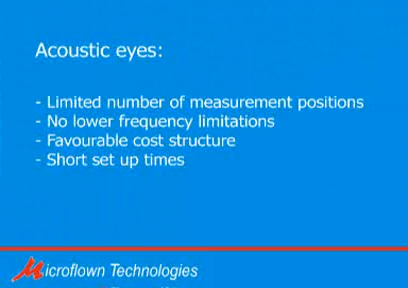 Acoustic eyes:
- Limited number of measurement positions
- No lower frequency limitations
- Favourable cost structure
- Short set up times
Microflown Technologies